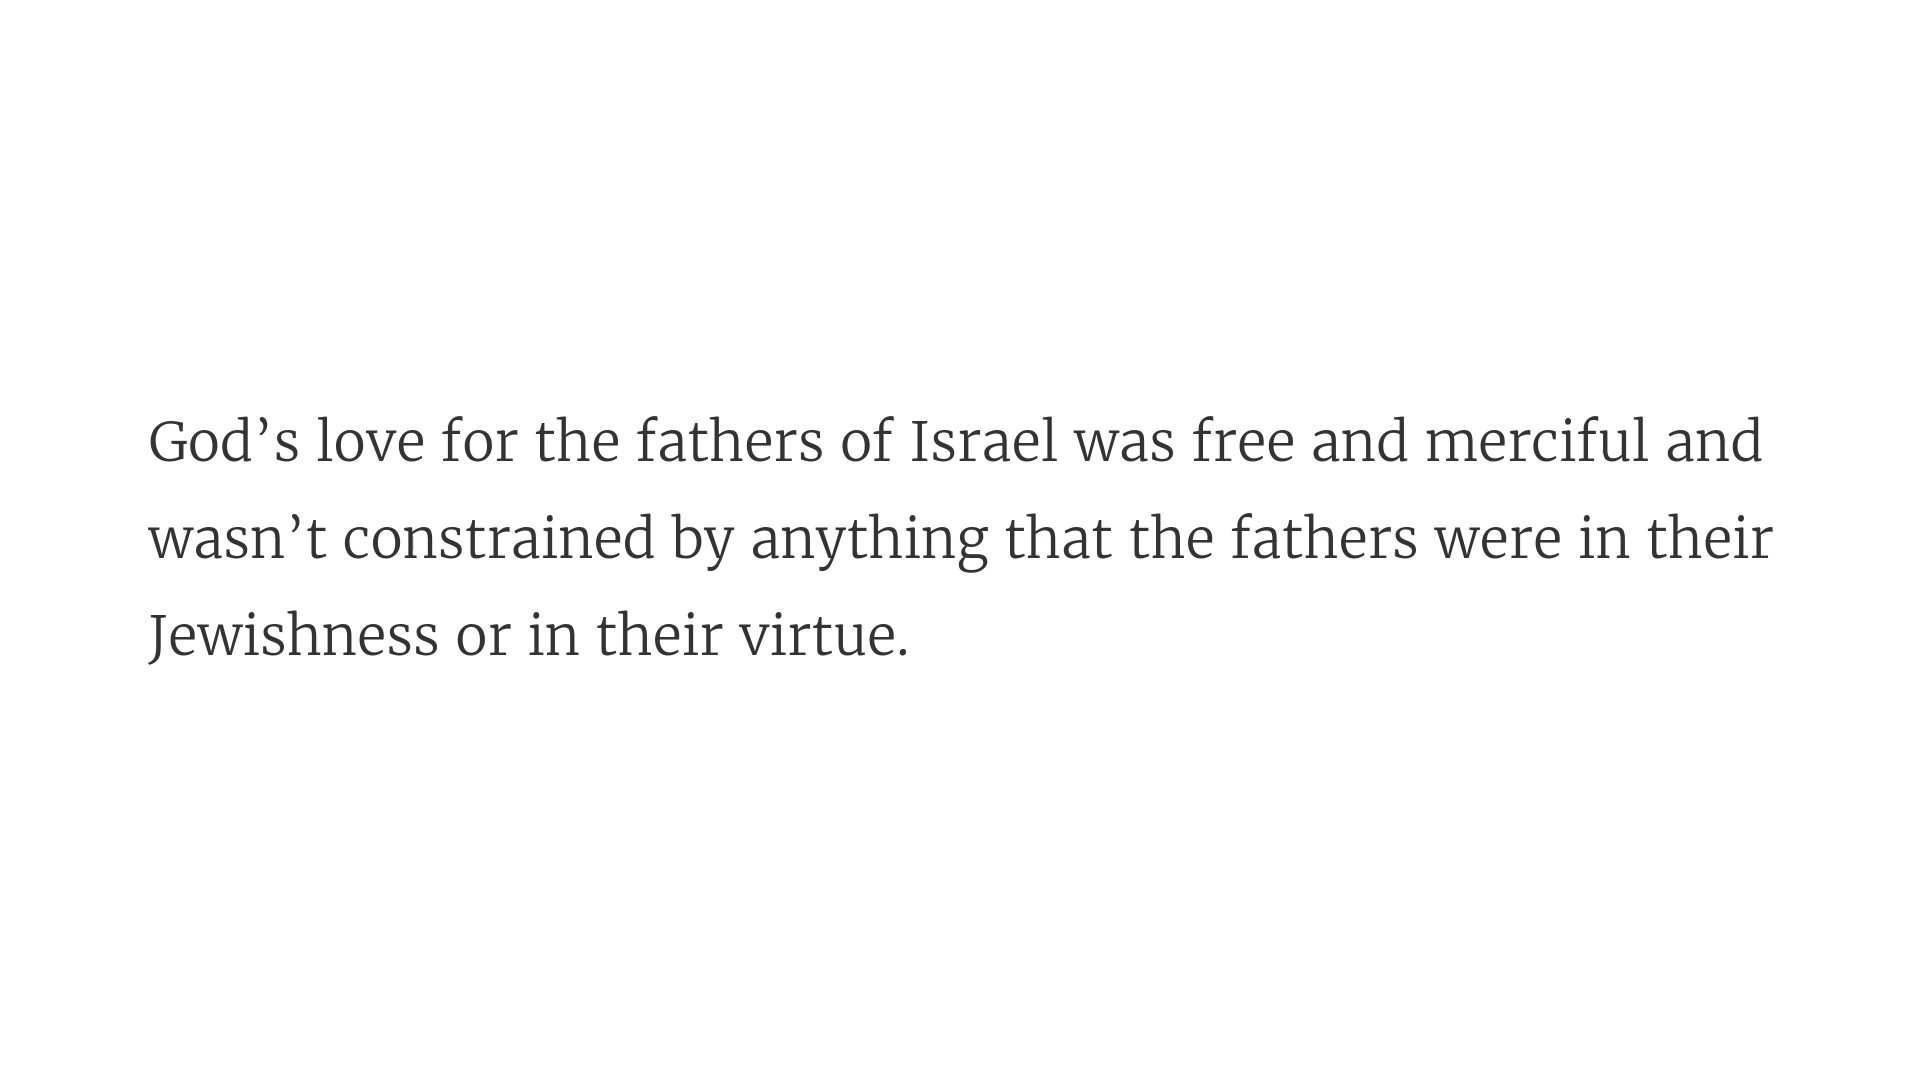 God’s love for the fathers of Israel was free and merciful and
wasn’t constrained by anything that the fathers were in their
Jewishness or in their virtue.